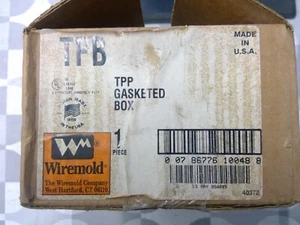 TFB
MADE IN
U.S.A.
TPP
GASKETED
BOX
1
PIECE
WM
Wiremold®
The Wiremold Company
West Hartford, CT 06110
0 07 86776 10048 8
40372